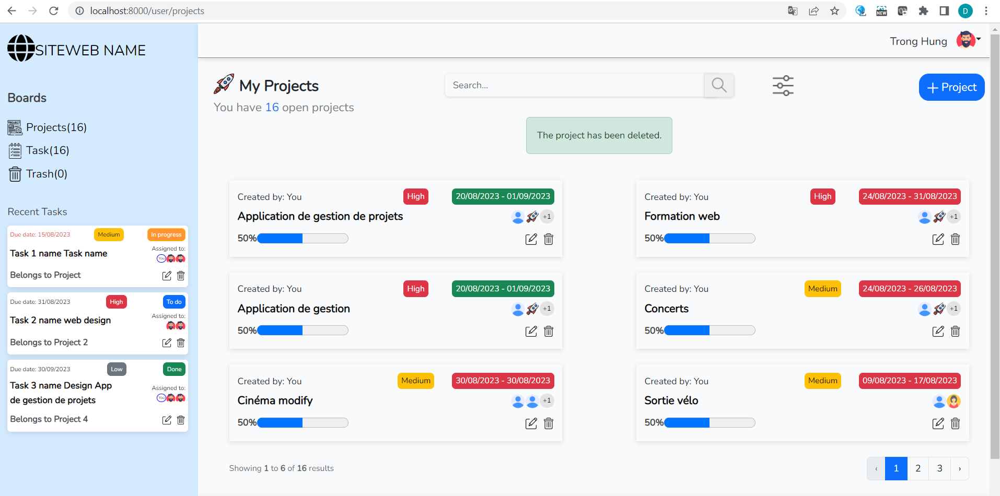 localhost:8000/user/projects
NEW
D
SITEWEB NAME
Trong Hung
Boards
PROJECT
Projects(16)
Task(16)
Trash(0)
Recent Tasks
Due date: 15/08/2023
Medium
In progress
Assigned to:
Task 1 name Task name
You
Belongs to Project
Due date: 31/08/2023
High
To do
Assigned to:
Task 2 name web design
Belongs to Project 2
Due date: 30/09/2023
Low
Done
Task 3 name Design App
de gestion de projets
Assigned to:
You
Belongs to Project 4
My Projects
You have 16 open projects
Search...
+ Project
The project has been deleted.
Created by: You
High
20/08/2023 - 01/09/2023
Application de gestion de projets
+1
50%
Created by: You
High
24/08/2023 - 31/08/2023
Formation web
+1
50%
Created by: You
High
20/08/2023 - 01/09/2023
Application de gestion
+1
50%
Created by: You
Medium
24/08/2023 - 26/08/2023
Concerts
+1
50%
Created by: You
Medium
30/08/2023 - 30/08/2023
Cinéma modify
+1
50%
Created by: You
Medium
09/08/2023 - 17/08/2023
Sortie vélo
50%
Showing 1 to 6 of 16 results
‹ 1 2 3 ›